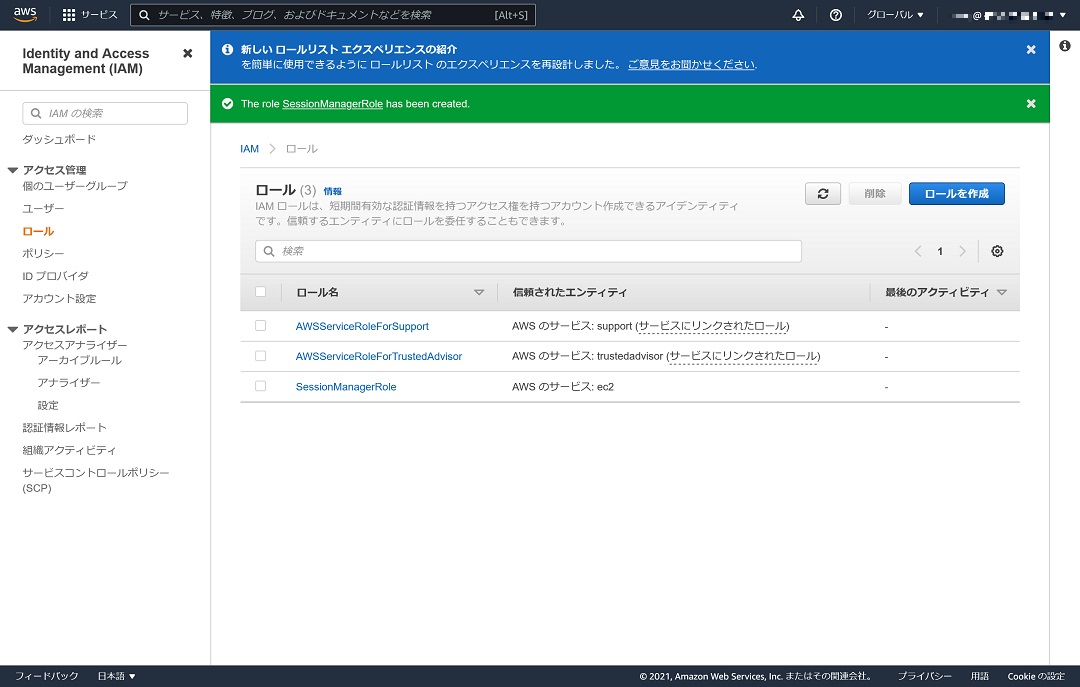 aws
サービス
サービス、特徴、ブログ、およびドキュメントなどを検索
[Alt+S]
グローバル
@
Identity and Access
Management (IAM)
IAM の検索
ダッシュボード
アクセス管理
個のユーザーグループ
ユーザー
ロール
ポリシー
ID プロバイダ
アカウント設定
アクセスレポート
アクセスアナライザー
アーカイブルール
アナライザー
設定
認証情報レポート
組織アクティビティ
サービスコントロールポリシー
(SCP)
新しい ロールリスト エクスペリエンスの紹介
を簡単に使用できるように ロールリスト のエクスペリエンスを再設計しました。 ご意見をお聞かせください.
The role SessionManagerRole has been created.
IAM
ロール
ロール (3) 情報
IAM ロールは、短期間有効な認証情報を持つアクセス権を持つアカウント作成できるアイデンティティ
です。信頼するエンティティにロールを委任することもできます。
削除
ロールを作成
検索
1
ロール名
信頼されたエンティティ
最後のアクティビティ
AWSServiceRoleForSupport
AWS のサービス: support (サービスにリンクされたロール)
-
AWSServiceRoleForTrustedAdvisor
AWS のサービス: trustedadvisor (サービスにリンクされたロール)
-
SessionManagerRole
AWS のサービス: ec2
-
フィードバック
日本語
© 2021, Amazon Web Services, Inc. またはその関連会社。
プライバシー
用語
Cookie の設定